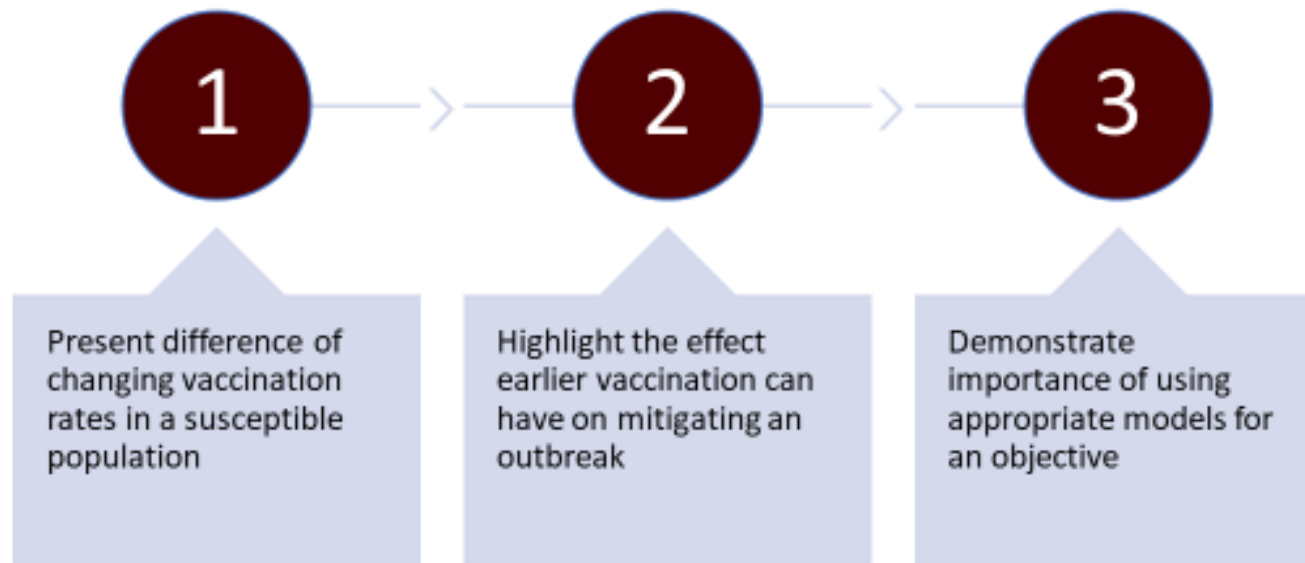 1
2
3
Present difference of
changing vaccination
rates in a susceptible
population
Highlight the effect
earlier vaccination can
have on mitigating an
outbreak
Demonstrate
importance of using
appropriate models for
an objective